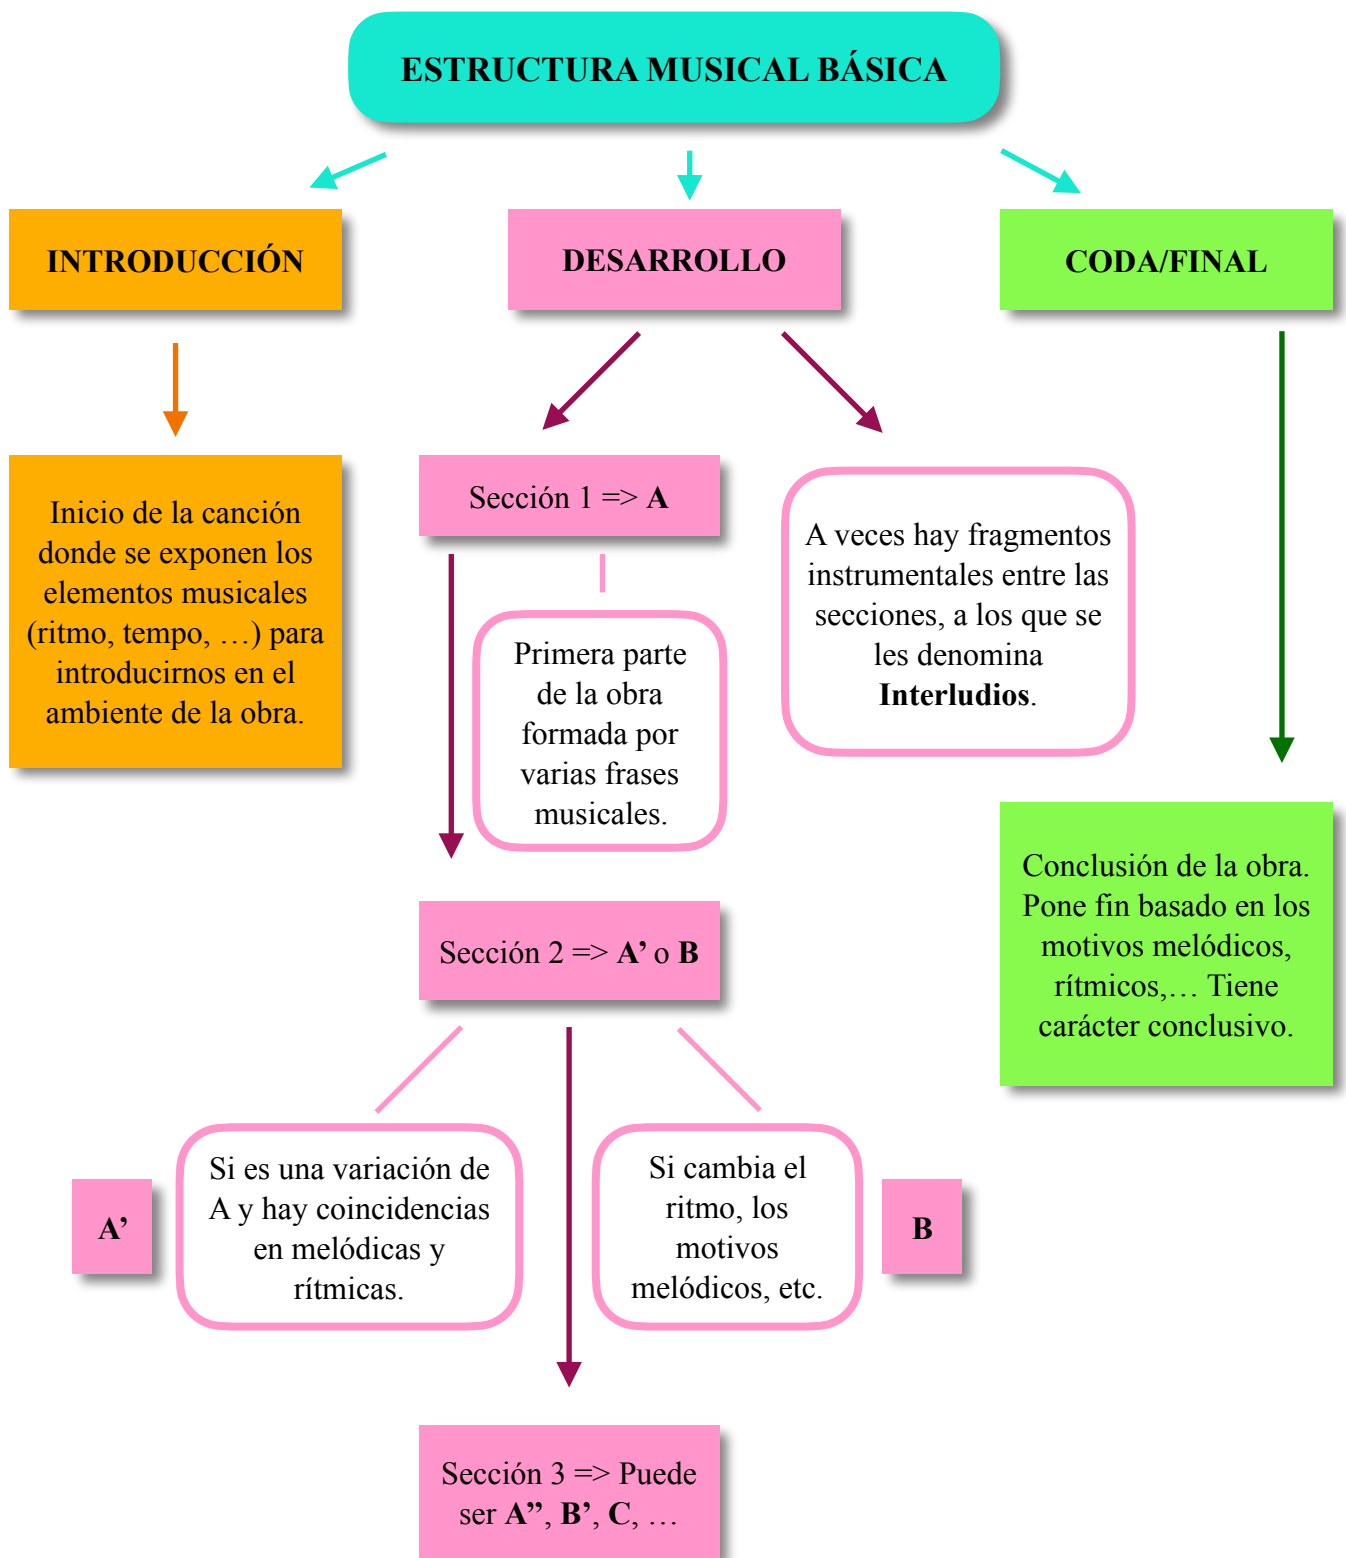 ESTRUCTURA MUSICAL BÁSICA
INTRODUCCIÓN
DESARROLLO
CODA/FINAL
Inicio de la canción
donde se exponen los
elementos musicales
(ritmo, tempo, …) para
introducirnos en el
ambiente de la obra.
Sección 1 => A
A veces hay fragmentos
instrumentales entre las
secciones, a los que se
les denomina
Interludios.
Primera parte
de la obra
formada por
varias frases
musicales.
Conclusión de la obra.
Pone fin basado en los
motivos melódicos,
rítmicos,… Tiene
carácter conclusivo.
Sección 2 => A’ o B
A’
Si es una variación de
A y hay coincidencias
en melódicas y
rítmicas.
Si cambia el
ritmo, los
motivos
melódicos, etc.
B
Sección 3 => Puede
ser A”, B’, C, …